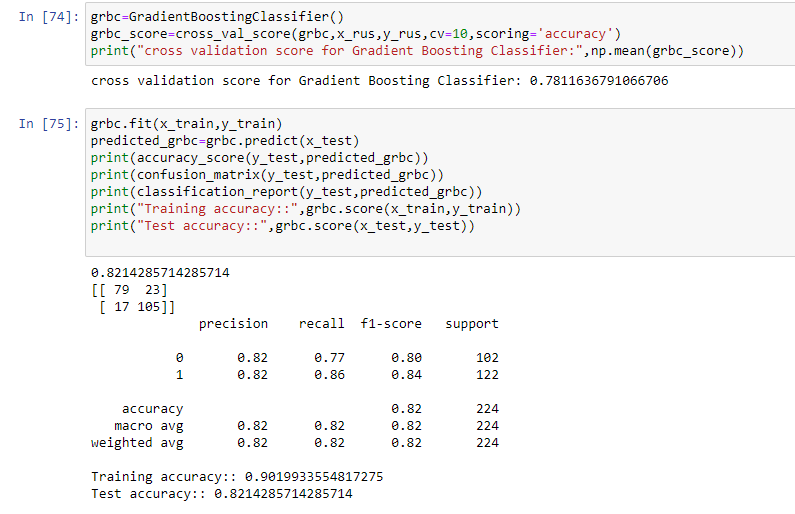 In [74]: grbc=GradientBoostingClassifier()
grbc_score=cross_val_score(grbc,x_rus,y_rus,cv=10,scoring='accuracy')
print("cross validation score for Gradient Boosting Classifier:",np.mean(grbc_score))
cross validation score for Gradient Boosting Classifier: 0.7811636791066706
In [75]: grbc.fit(x_train,y_train)
predicted_grbc=grbc.predict(x_test)
print(accuracy_score(y_test,predicted_grbc))
print(confusion_matrix(y_test,predicted_grbc))
print(classification_report(y_test,predicted_grbc))
print("Training accuracy::",grbc.score(x_train,y_train))
print("Test accuracy::",grbc.score(x_test,y_test))
0.8214285714285714
[[ 79  23]
 [ 17 105]]
precision    recall  f1-score   support
0       0.82      0.77      0.80       102
1       0.82      0.86      0.84       122
accuracy                           0.82       224
macro avg       0.82      0.82      0.82       224
weighted avg       0.82      0.82      0.82       224
Training accuracy:: 0.9019933554817275
Test accuracy:: 0.8214285714285714